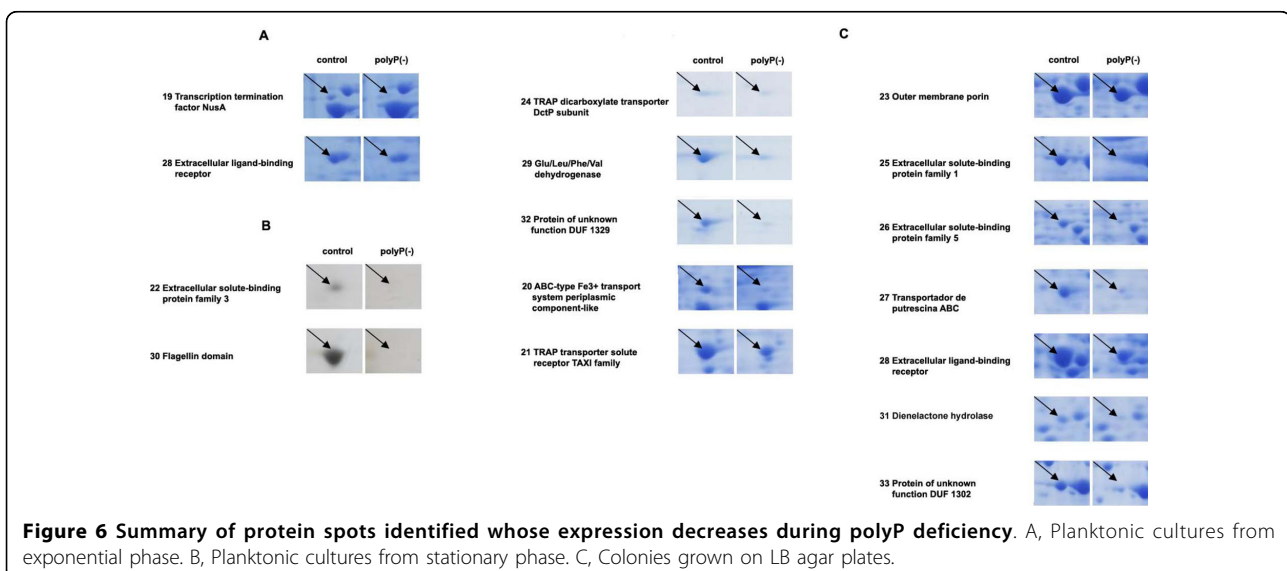 A
control polyP(-)
19 Transcription termination
factor NusA
28 Extracellular ligand-binding
receptor
B
control polyP(-)
22 Extracellular solute-binding
protein family 3
30 Flagellin domain
control polyP(-)
24 TRAP dicarboxylate transporter
DctP subunit
29 Glu/Leu/Phe/Val
dehydrogenase
32 Protein of unknown
function DUF 1329
20 ABC-type Fe3+ transport
system periplasmic
component-like
21 TRAP transporter solute
receptor TAXI family
C
control polyP(-)
23 Outer membrane porin
25 Extracellular solute-binding
protein family 1
26 Extracellular solute-binding
protein family 5
27 Transportador de
putrescina ABC
28 Extracellular ligand-binding
receptor
31 Dienelactone hydrolase
33 Protein of unknown
function DUF 1302
Figure 6 Summary of protein spots identified whose expression decreases during polyP deficiency. A, Planktonic cultures from
exponential phase. B, Planktonic cultures from stationary phase. C, Colonies grown on LB agar plates.